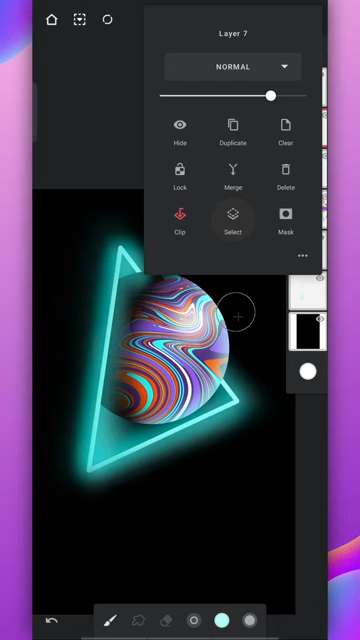 Layer 7
NORMAL
Hide Duplicate Clear
Lock Merge Delete
Clip Select Mask